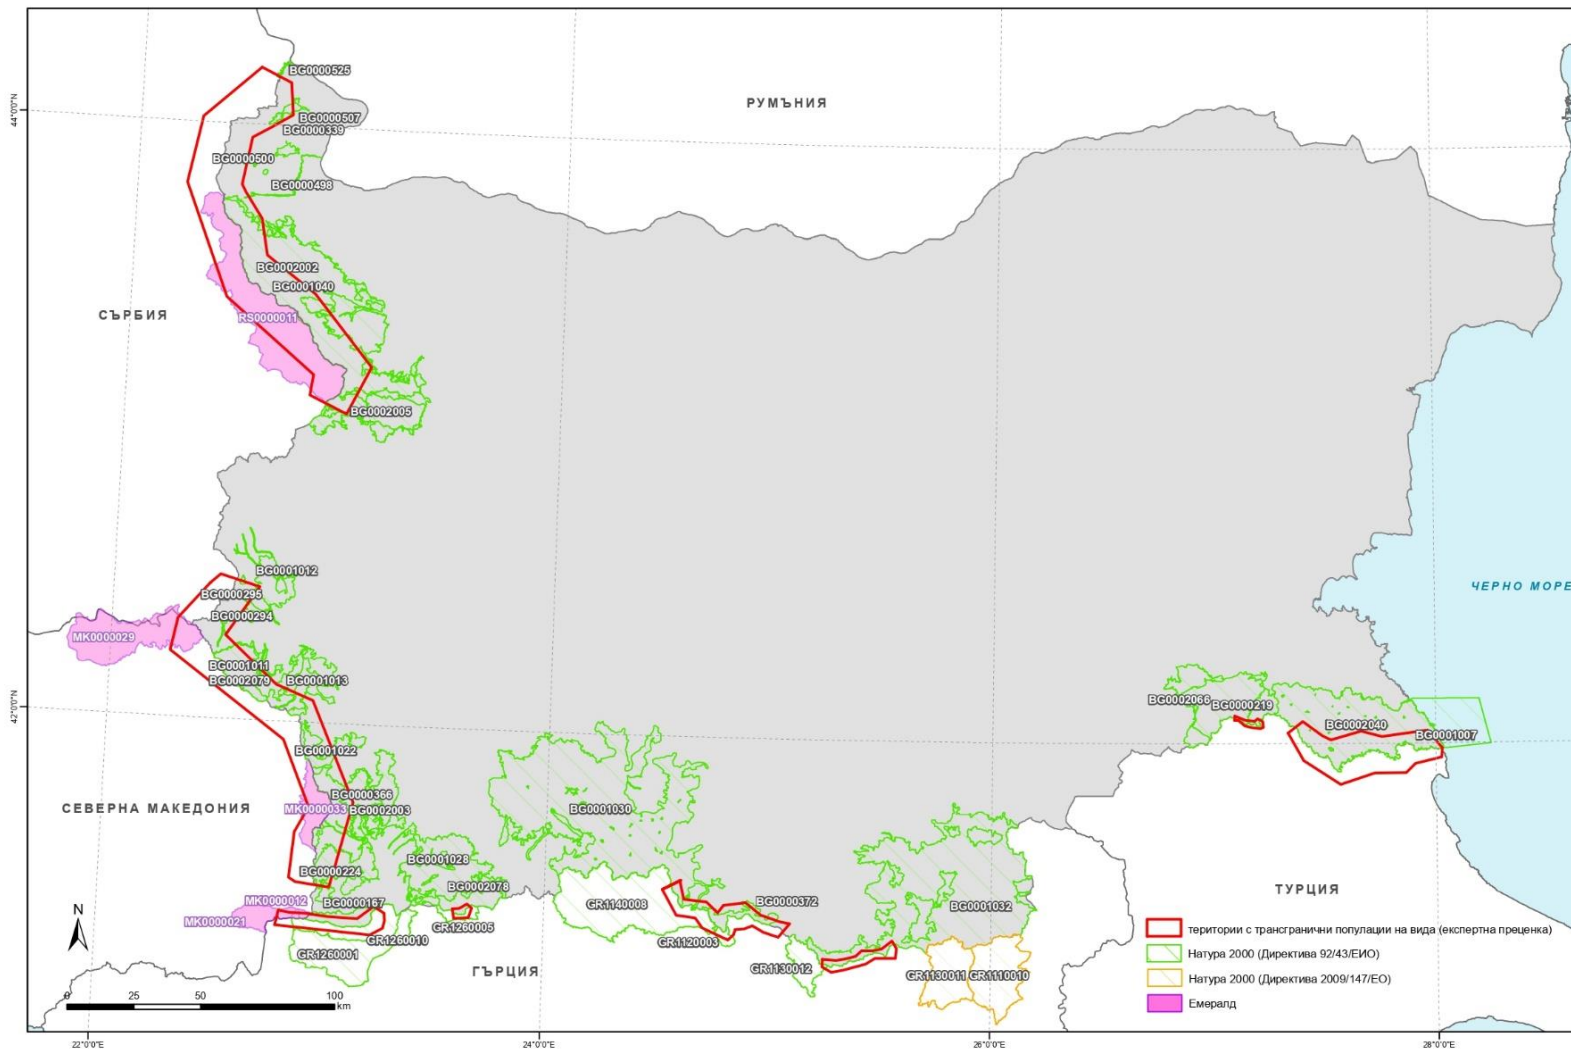 BG0000525
44°0'0"N
РУМЪНИЯ
BG0000507
BG0000339
BG0000500
BG0000498
BG0002002
BG0001040
СЪРБИЯ
RS0000011
BG0002005
BG0001012
BG0000295
ЧЕРНО МОРЕ
BG0000294
MK0000029
BG0001011
BG0002079
BG0001013
42°0'0"N
BG0002066
BG0000219
BG0002040
BG0001007
BG0001022
BG0000366
СЕВЕРНА МАКЕДОНИЯ
MK0000033
BG0002003
BG0001030
BG0001028
BG0000224
BG0002078
ТУРЦИЯ
MK0000012
BG0000167
GR1140008
BG0000372
BG0001032
MK0000021
GR1260005
N
GR1260010
GR1120003
GR1260001
ГЪРЦИЯ
GR1130012
GR1130011
GR1110010
територии с трансгранични популации на вида (експертна преценка)
Натура 2000 (Директива 92/43/ЕИО)
Натура 2000 (Директива 2009/147/ЕО)
Емералд
0 25 50 100
km
22°0'0"E
24°0'0"E
26°0'0"E
28°0'0"E